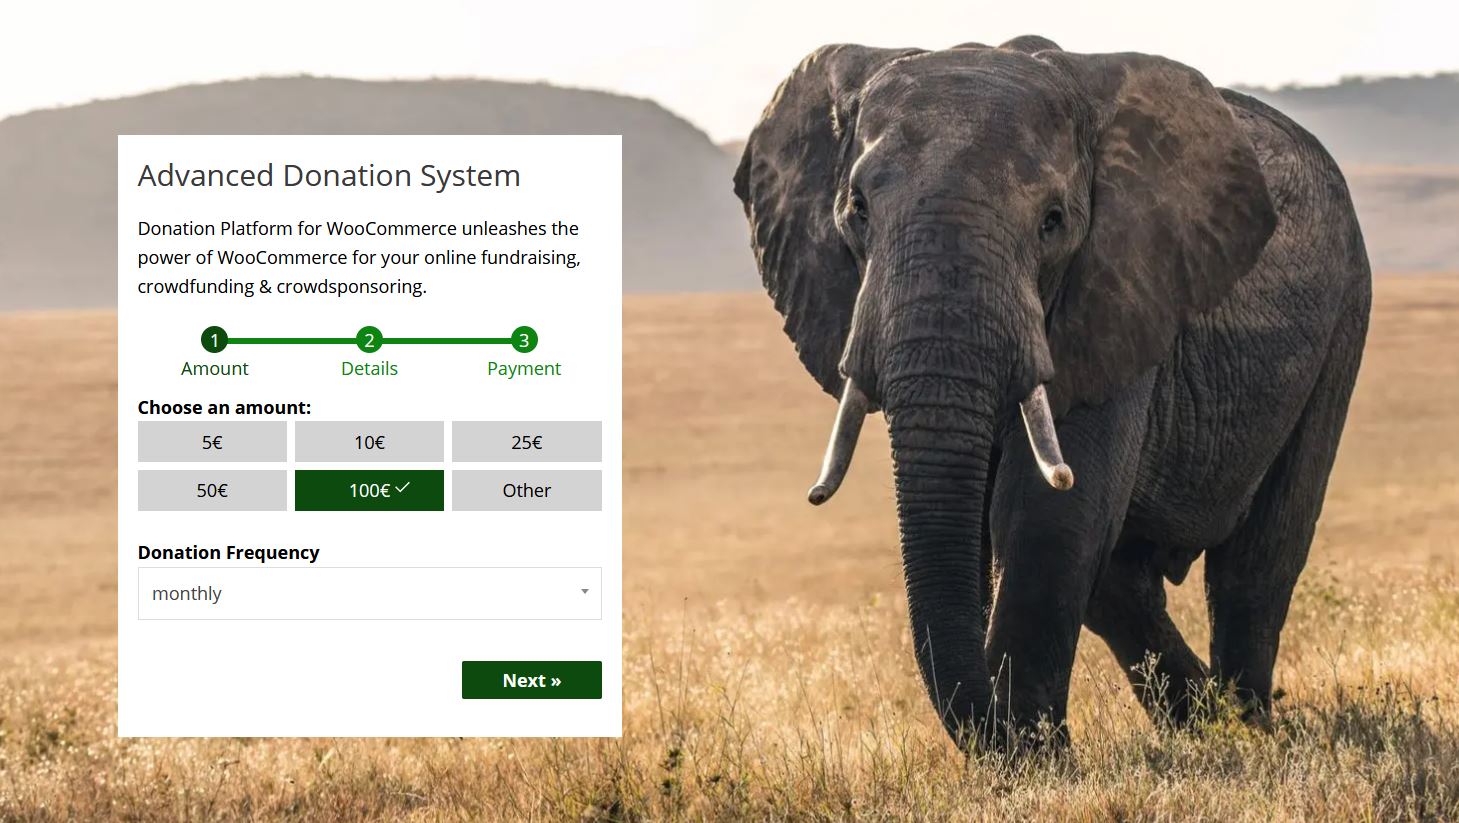 Advanced Donation System
Donation Platform for WooCommerce unleashes the
power of WooCommerce for your online fundraising,
crowdfunding & crowdsponsoring.
1 2 3
Amount Details Payment
Choose an amount:
5€ 10€ 25€
50€ 100€ Other
Donation Frequency
monthly
Next »